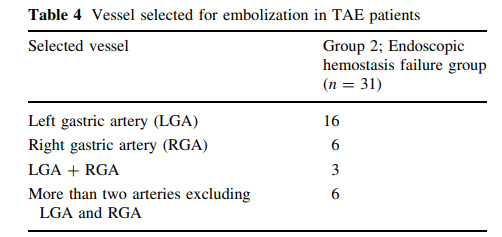 Table 4 Vessel selected for embolization in TAE patients
Selected vessel
Group 2; Endoscopic
hemostasis failure group
(n = 31)
Left gastric artery (LGA) 16
Right gastric artery (RGA) 6
LGA + RGA 3
More than two arteries excluding 6
LGA and RGA